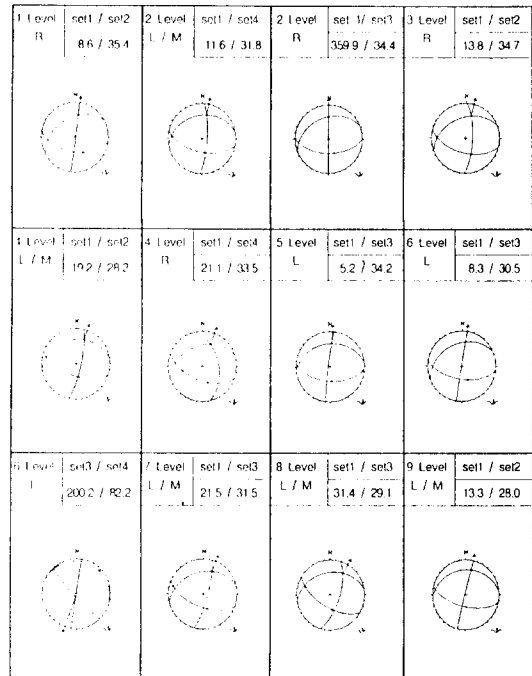 1 Level set1 / set2
R 8.6 / 35.4
2 Level set1 / set4
L / M 11.6 / 31.8
2 Level set 1/ set3
R 359.9 / 34.4
3 Level set1 / set2
R 13.8 / 34.7
N
N
N
N
4 Level set1 / set2
L / M 19.2 / 28.2
4 Level set1 / set4
R 21.1 / 33.5
5 Level set1 / set3
L 5.2 / 34.2
6 Level set1 / set3
L 8.3 / 30.5
N
N
N
N
6 Level set3 / set4
L 200.2 / 82.2
7 Level set1 / set3
L / M 21.5 / 31.5
8 Level set1 / set3
L / M 31.4 / 29.1
9 Level set1 / set2
L / M 13.3 / 28.0
N
N
N
N